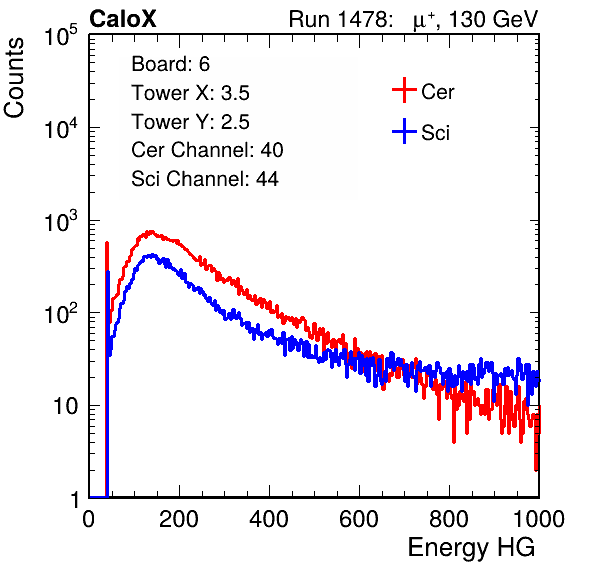 CaloX Run 1478: μ⁺, 130 GeV
Counts
Board: 6
Tower X: 3.5
Tower Y: 2.5
Cer Channel: 40
Sci Channel: 44
Cer
Sci
10⁵
10⁴
10³
10²
10
1
0 200 400 600 800 1000
Energy HG